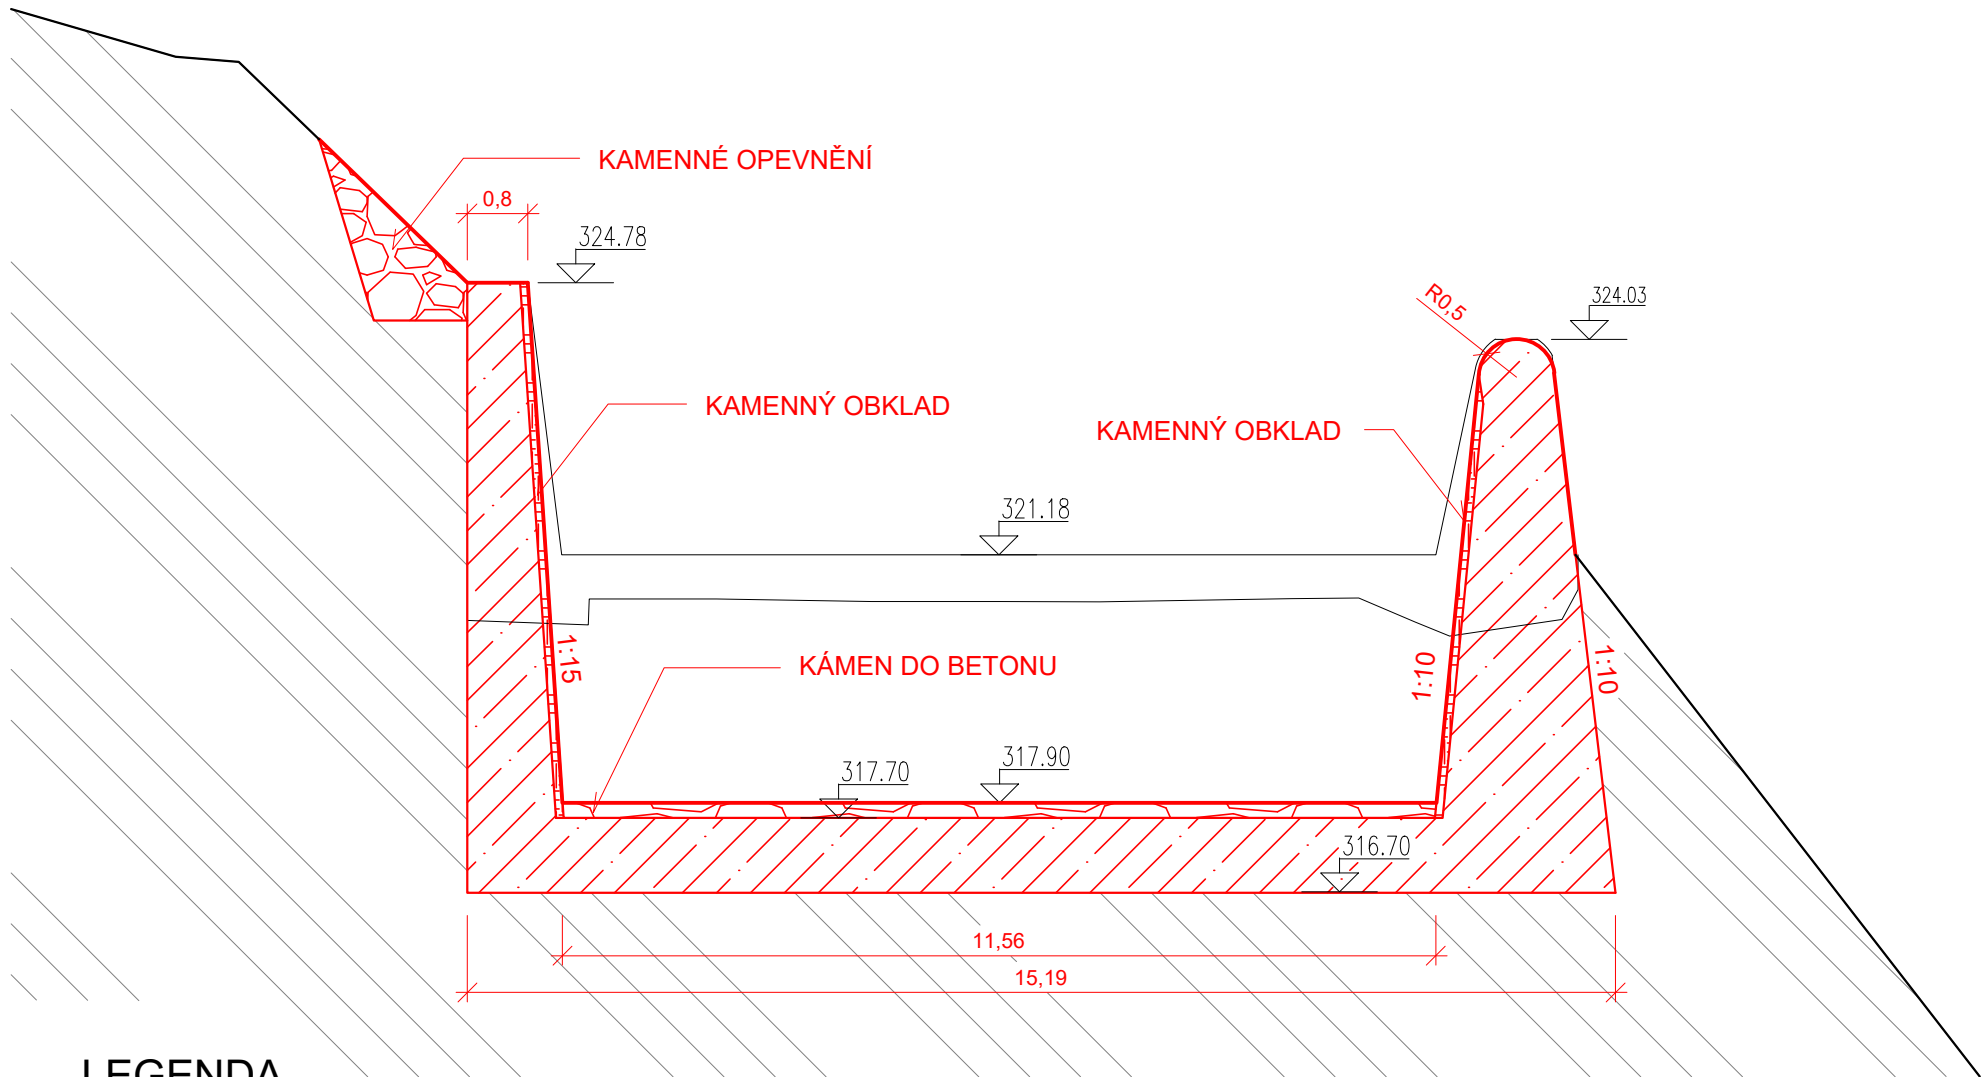 KAMENNÉ OPEVNĚNÍ
0,8
324.78
R0,5
324.03
KAMENNÝ OBKLAD
KAMENNÝ OBKLAD
321.18
1:15
KÁMEN DO BETONU
1:10
1:10
317.70
317.90
316.70
11,56
15,19
LEGENDA